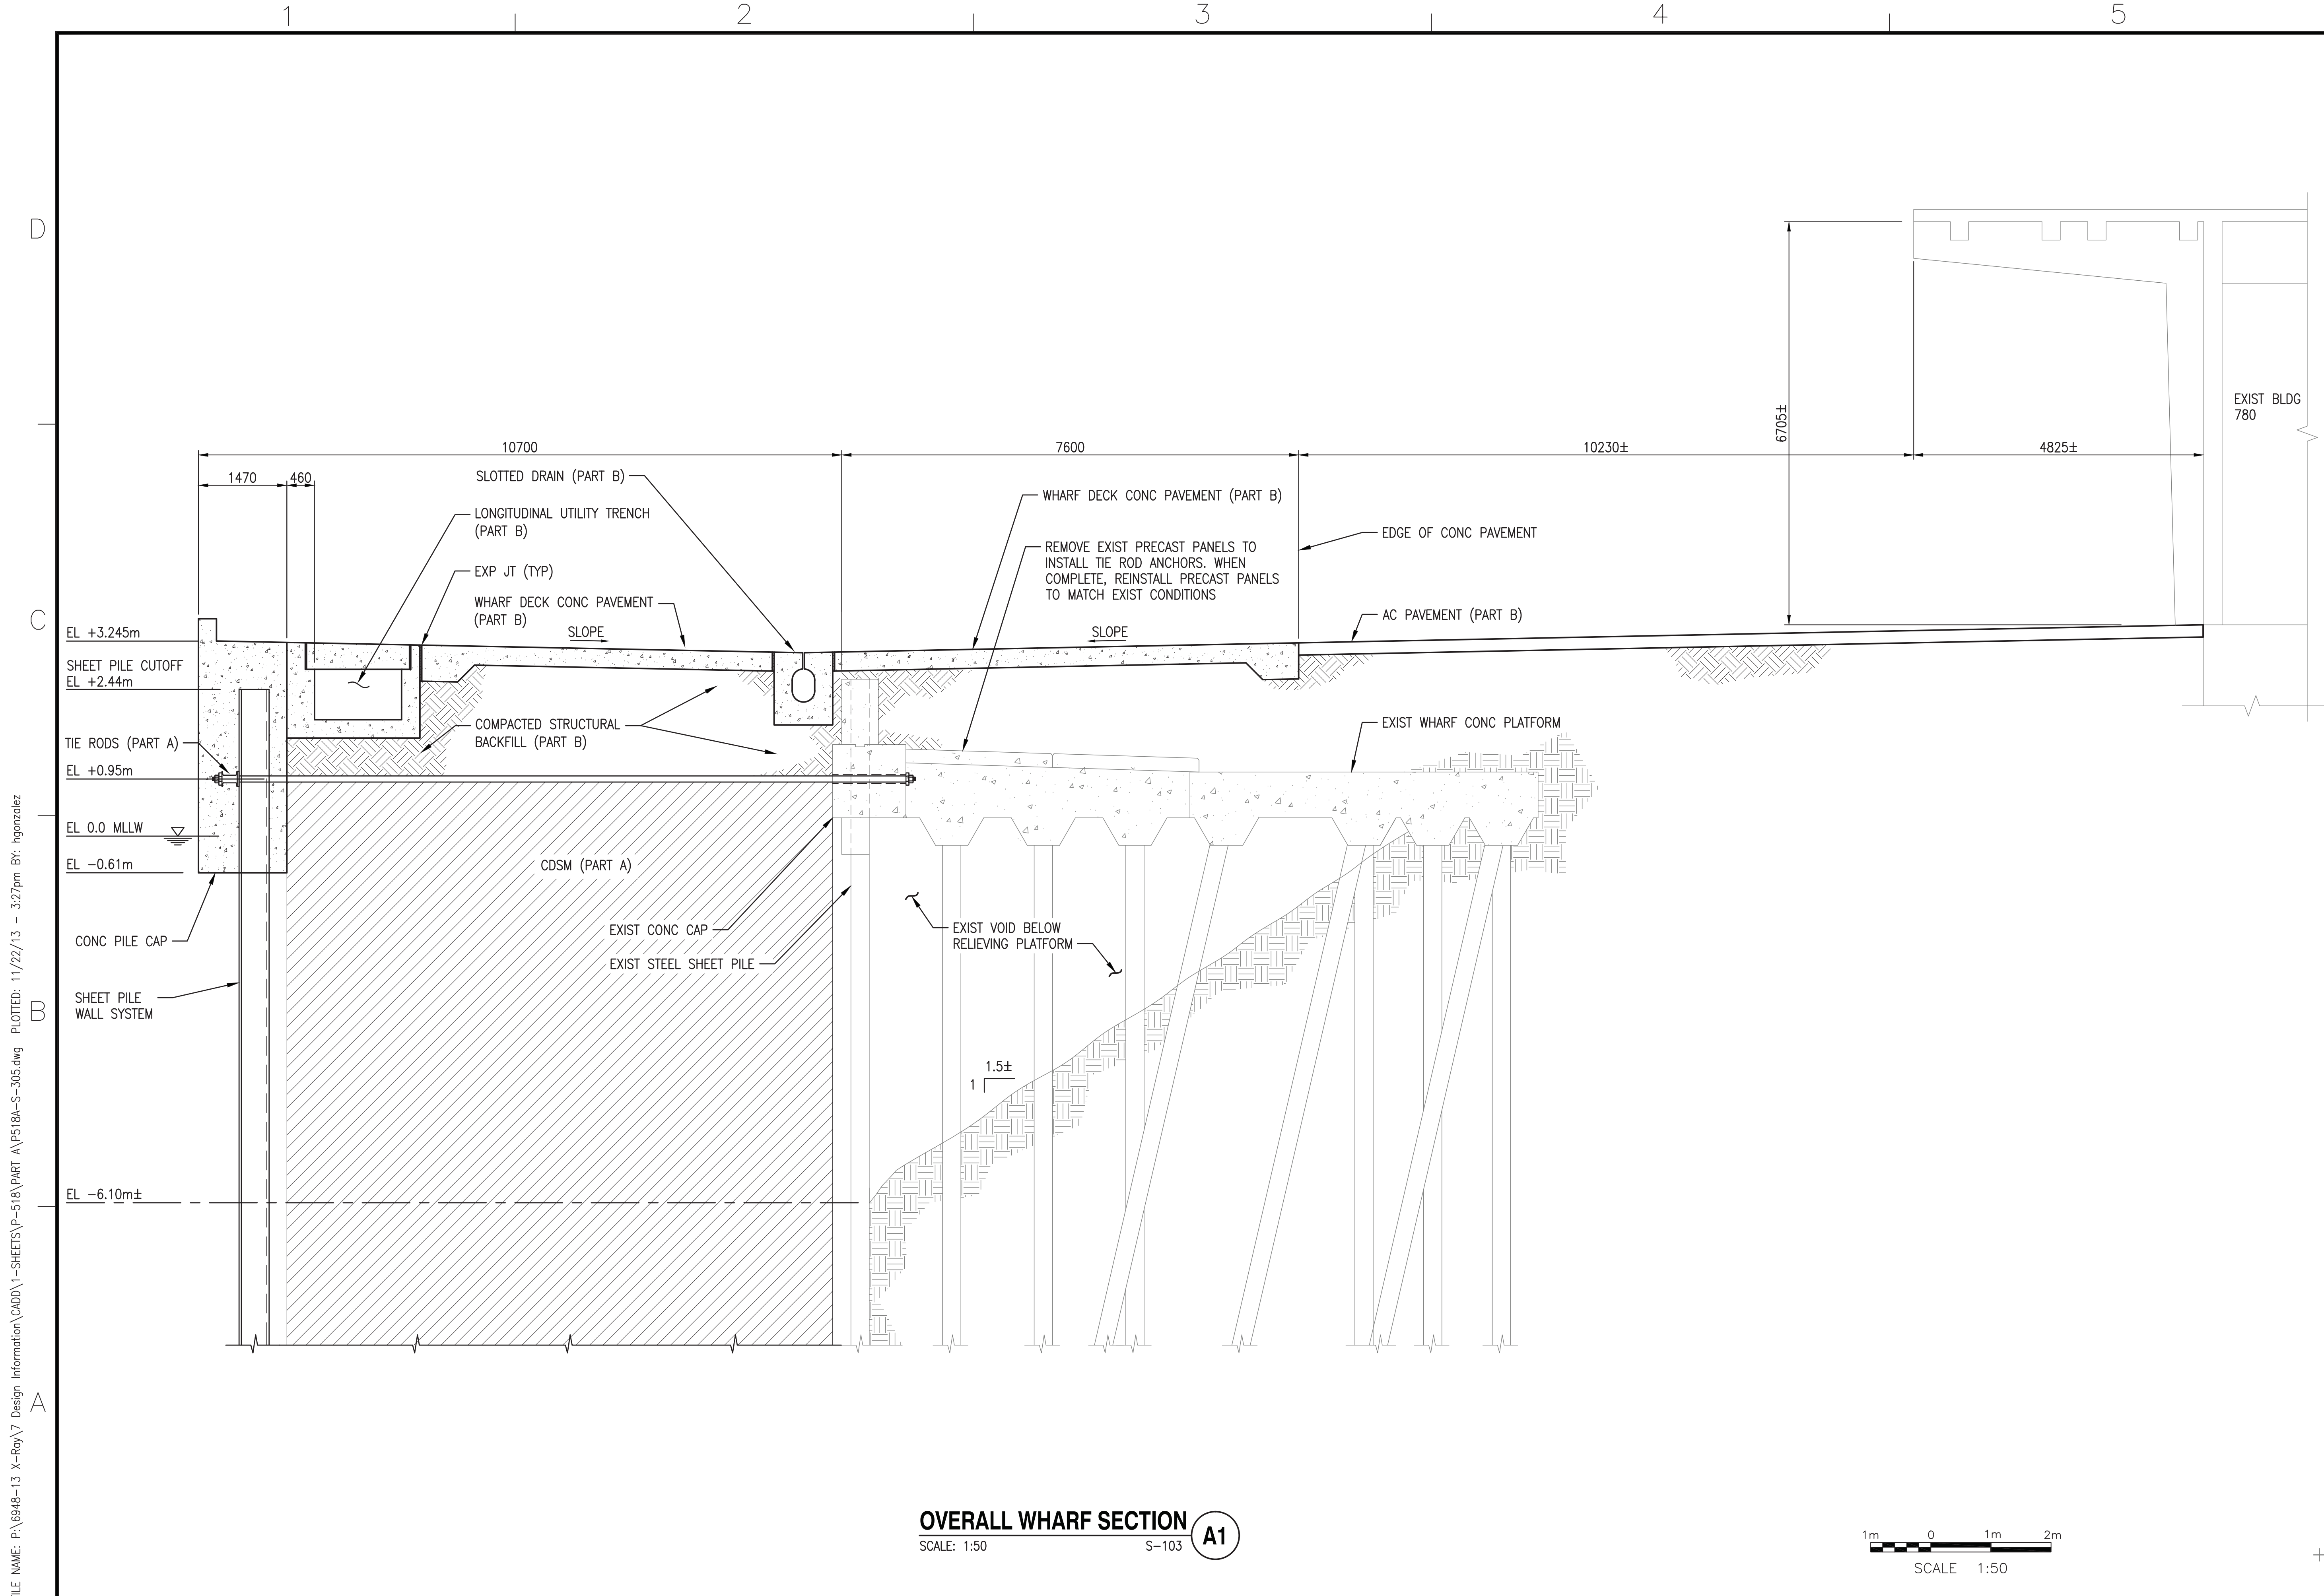 1
2
3
4
5
D
C
B
A
EXIST BLDG
780
6705±
10700
7600
10230±
4825±
1470
460
SLOTTED DRAIN (PART B)
LONGITUDINAL UTILITY TRENCH
(PART B)
EXP JT (TYP)
WHARF DECK CONC PAVEMENT
(PART B)
SLOPE
WHARF DECK CONC PAVEMENT (PART B)
REMOVE EXIST PRECAST PANELS TO
INSTALL TIE ROD ANCHORS. WHEN
COMPLETE, REINSTALL PRECAST PANELS
TO MATCH EXIST CONDITIONS
SLOPE
EDGE OF CONC PAVEMENT
AC PAVEMENT (PART B)
EL +3.245m
SHEET PILE CUTOFF
EL +2.44m
TIE RODS (PART A)
EL +0.95m
EL 0.0 MLLW
EL -0.61m
COMPACTED STRUCTURAL
BACKFILL (PART B)
EXIST WHARF CONC PLATFORM
CDSM (PART A)
EXIST CONC CAP
EXIST STEEL SHEET PILE
EXIST VOID BELOW
RELIEVING PLATFORM
CONC PILE CAP
SHEET PILE
WALL SYSTEM
1.5±
1
EL -6.10m±
OVERALL WHARF SECTION
A1
SCALE: 1:50
S-103
1m 0 1m 2m
SCALE 1:50
NAME: P:\6948-13 X-Ray\7 Design Information\CADD\1-SHEETS\P-518\PART A\P518A-S-305.dwg PLOTTED: 11/22/13 - 3:27pm BY: hgonzalez